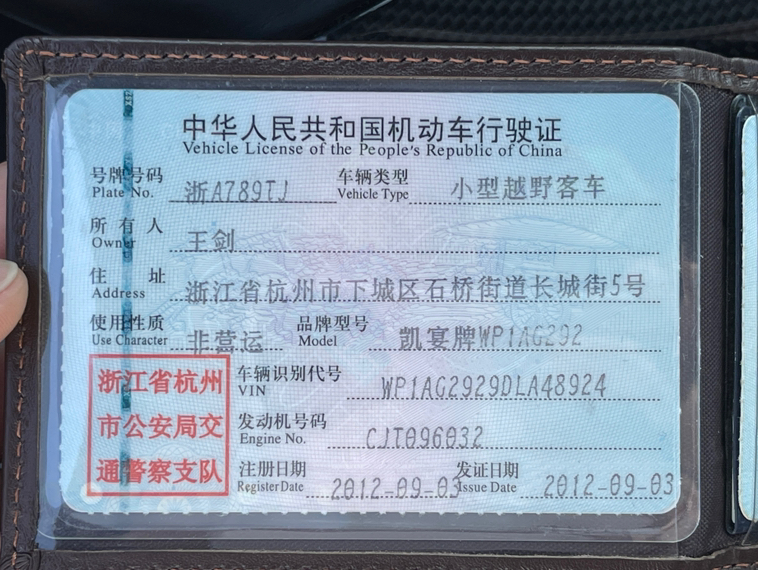 中华人民共和国机动车行驶证
Vehicle License of the People's Republic of China
号牌号码 Plate No. 浙A789TJ 车辆类型 Vehicle Type 小型越野客车
所有人 Owner 王剑
住址 Address 浙江省杭州市下城区石桥街道长城街5号
使用性质 Use Character 非营运 品牌型号 Model 凯宴牌WP1AG292
浙江省杭州
市公安局交
通警察支队
车辆识别代号 VIN WP1AG2929DLA48924
发动机号码 Engine No. CJT096032
注册日期 Register Date 2012-09-03 发证日期 Issue Date 2012-09-03